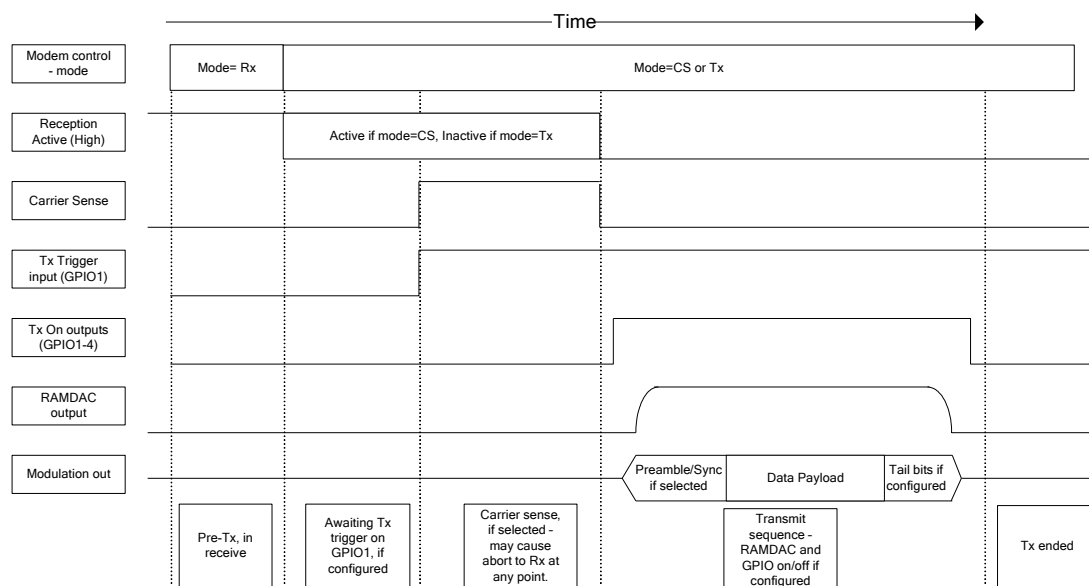 Time
Modem control
- mode
Mode= Rx
Mode=CS or Tx
Reception
Active (High)
Active if mode=CS, Inactive if mode=Tx
Carrier Sense
Tx Trigger
input (GPIO1)
Tx On outputs
(GPIO1-4)
RAMDAC
output
Modulation out
Preamble/Sync
if selected
Data Payload
Tail bits if
configured
Pre-Tx, in
receive
Awaiting Tx
trigger on
GPIO1, if
configured
Carrier sense,
if selected -
may cause
abort to Rx at
any point.
Transmit
sequence -
RAMDAC and
GPIO on/off if
configured
Tx ended